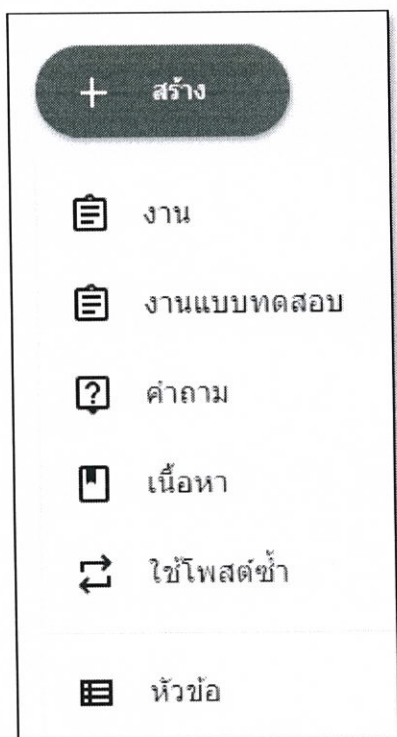 + สร้าง
งาน
งานแบบทดสอบ
คำถาม
เนื้อหา
ใช้โพสต์ซ้ำ
หัวข้อ